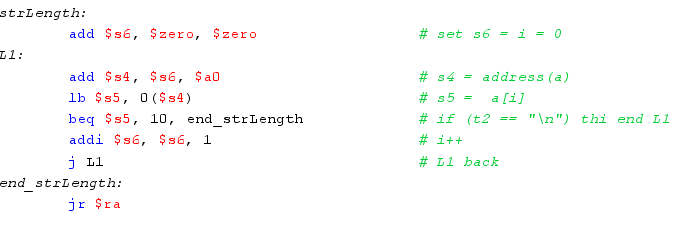 strLength:
add $s6, $zero, $zero # set s6 = i = 0
L1:
add $s4, $s6, $a0 # s4 = address(a)
lb $s5, 0($s4) # s5 = a[i]
beq $s5, 10, end_strLength # if (t2 == "\n") thi end L1
addi $s6, $s6, 1 # i++
j L1 # L1 back
end_strLength:
jr $ra